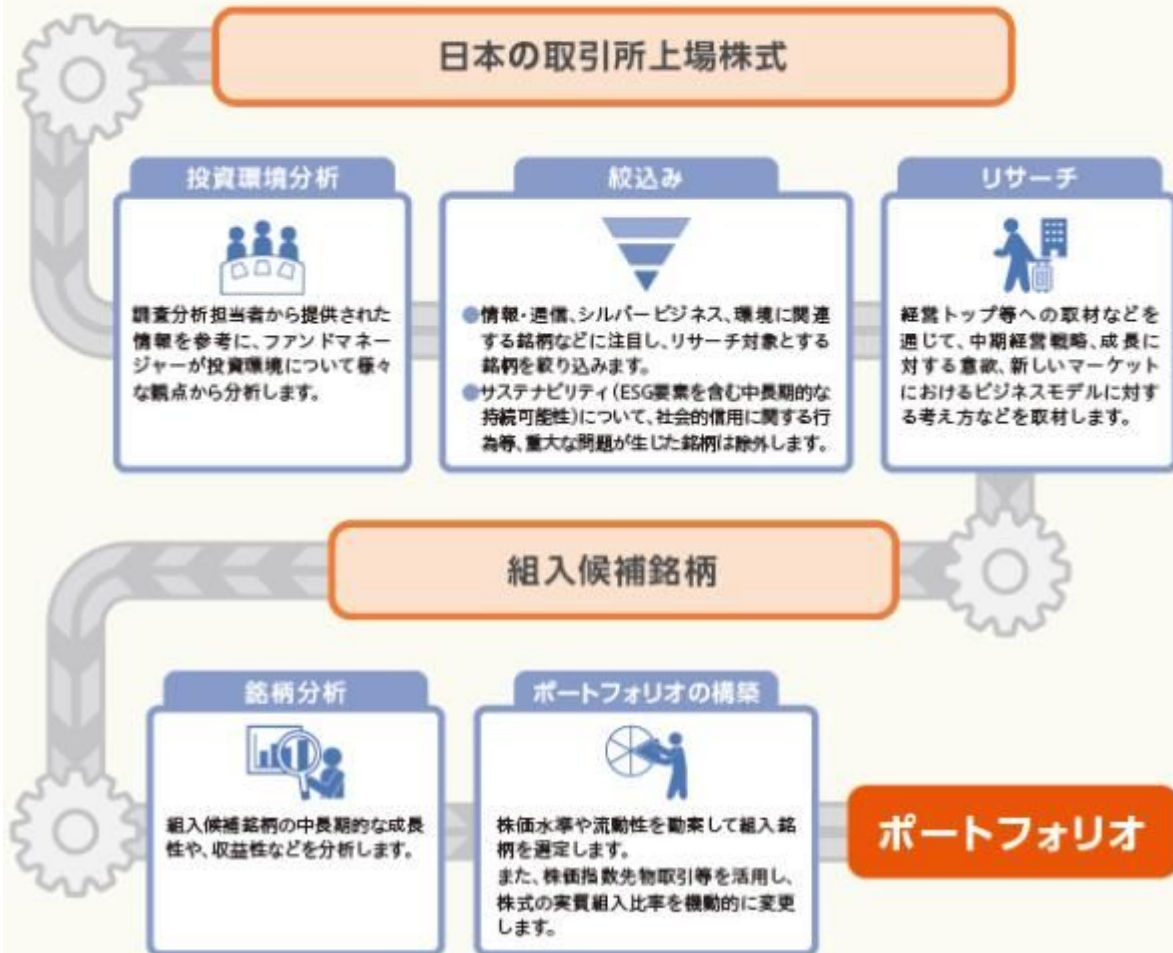 日本の取引所上場株式
投資環境分析
調査分析担当者から提供された
情報を参考に、ファンドマネー
ジャーが投資環境について様々
な観点から分析します。
絞込み
●情報・通信、シルバービジネス、環境に関連
する銘柄などに注目し、リサーチ対象とする
銘柄を絞り込みます。
●サステナビリティ(ESG要素を含む中長期的な
持続可能性)について、社会的信用に関する行
為等、重大な問題が生じた銘柄は除外します。
リサーチ
経営トップ等への取材などを
通じて、中期経営戦略、成長に
対する意欲、新しいマーケット
におけるビジネスモデルに対す
る考え方などを取材します。
組入候補銘柄
銘柄分析
組入候補銘柄の中長期的な成長
性や、収益性などを分析します。
ポートフォリオの構築
株価水準や流動性を勘案して組入銘
柄を選定します。
また、株価指数先物取引等を活用し、
株式の実質組入比率を機動的に変更
します。
ポートフォリオ